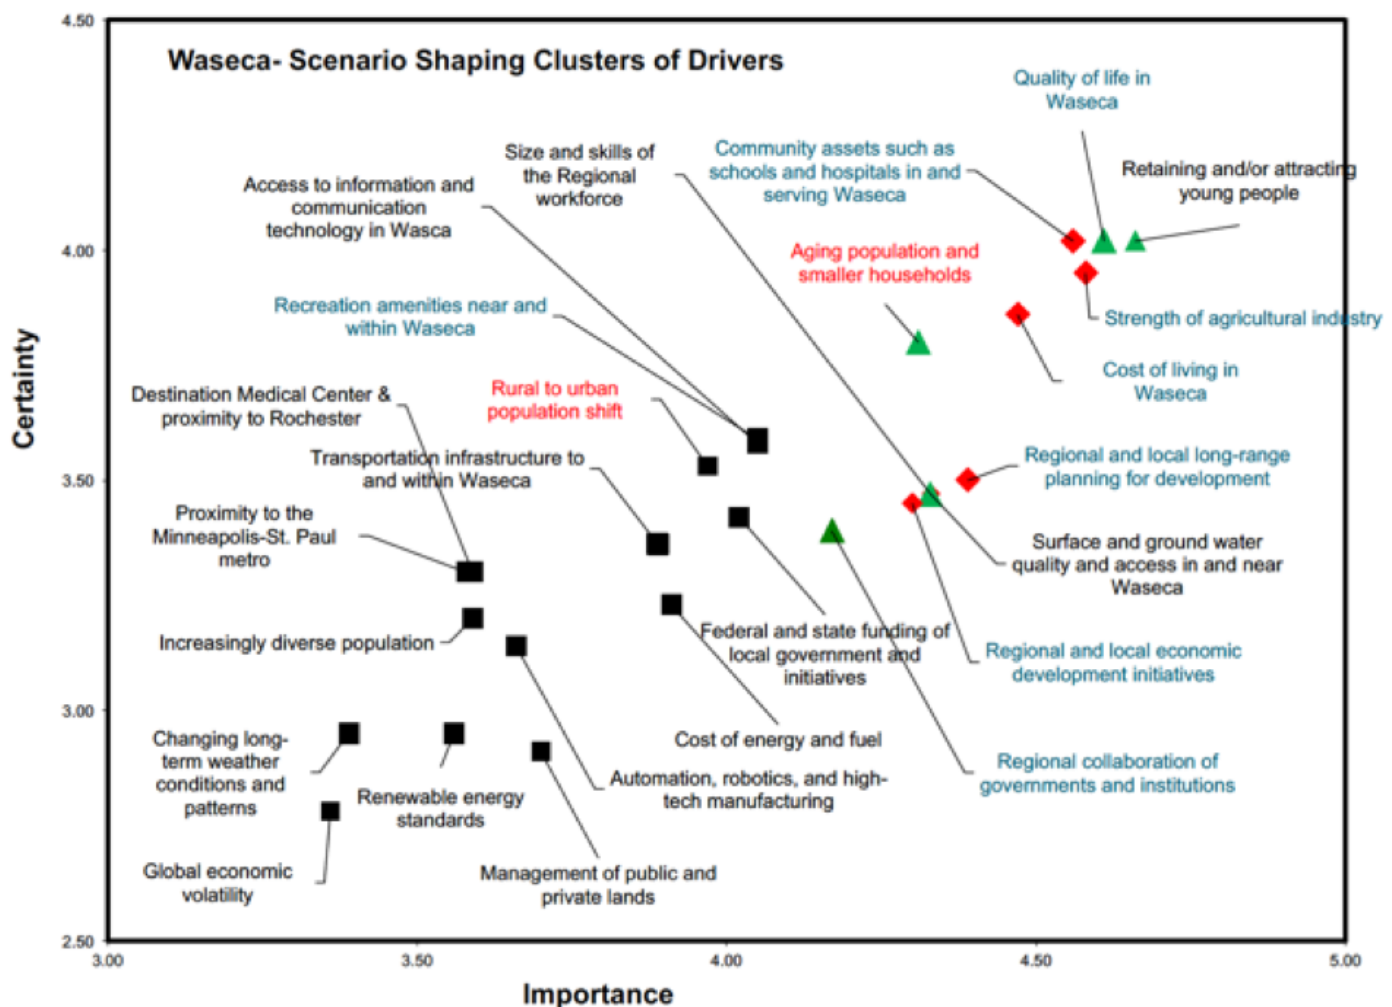 4.50
Waseca- Scenario Shaping Clusters of Drivers
Quality of life in
Waseca
Size and skills of
the Regional
workforce
Community assets such as
schools and hospitals in and
serving Waseca
Retaining and/or attracting
young people
Access to information and
communication
technology in Wasca
4.00
Aging population and
smaller households
Recreation amenities near and
within Waseca
Strength of agricultural industry
Certainty
Cost of living in
Waseca
Destination Medical Center &
proximity to Rochester
Rural to urban
population shift
Transportation infrastructure to
and within Waseca
Regional and local long-range
planning for development
3.50
Proximity to the
Minneapolis-St. Paul
metro
Surface and ground water
quality and access in and near
Waseca
Increasingly diverse population
Federal and state funding of
local government and
initiatives
Regional and local economic
development initiatives
3.00
Changing long-
term weather
conditions and
patterns
Cost of energy and fuel
Regional collaboration of
governments and institutions
Renewable energy
standards
Automation, robotics, and high-
tech manufacturing
Global economic
volatility
Management of public and
private lands
2.50
3.00
3.50
4.00
4.50
5.00
Importance